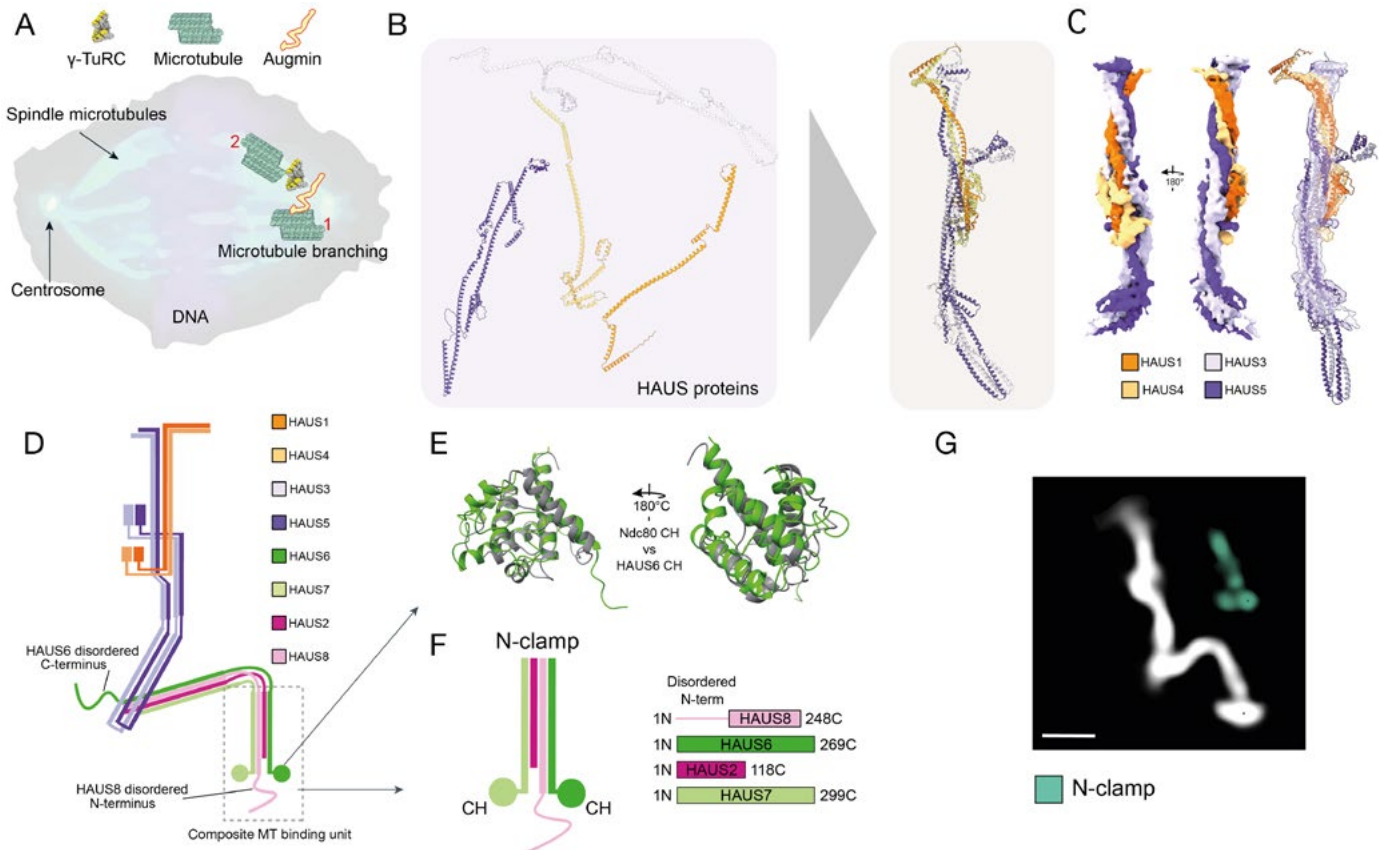 A
γ-TuRC
Microtubule
Augmin
Spindle microtubules
2
1
Microtubule branching
Centrosome
DNA
B
HAUS proteins
C
180°
HAUS1
HAUS3
HAUS4
HAUS5
D
HAUS1
HAUS4
HAUS3
HAUS5
HAUS6
HAUS7
HAUS2
HAUS8
HAUS6 disordered
C-terminus
HAUS8 disordered
N-terminus
Composite MT binding unit
E
180°C
Ndc80 CH
vs
HAUS6 CH
F
N-clamp
CH
CH
Disordered
N-term
1N HAUS8 248C
1N HAUS6 269C
1N HAUS2 118C
1N HAUS7 299C
G
N-clamp